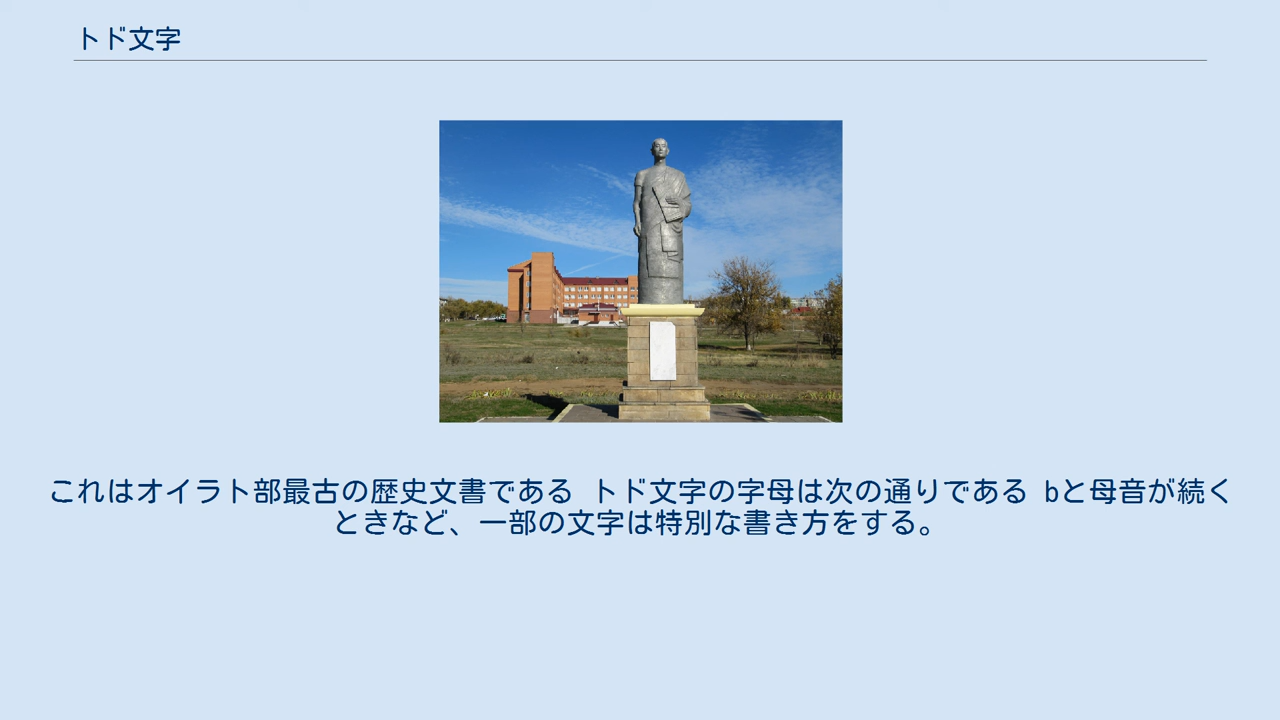 トド文字
これはオイラト部最古の歴史文書である トド文字の字母は次の通りである bと母音が続く
ときなど、一部の文字は特別な書き方をする。